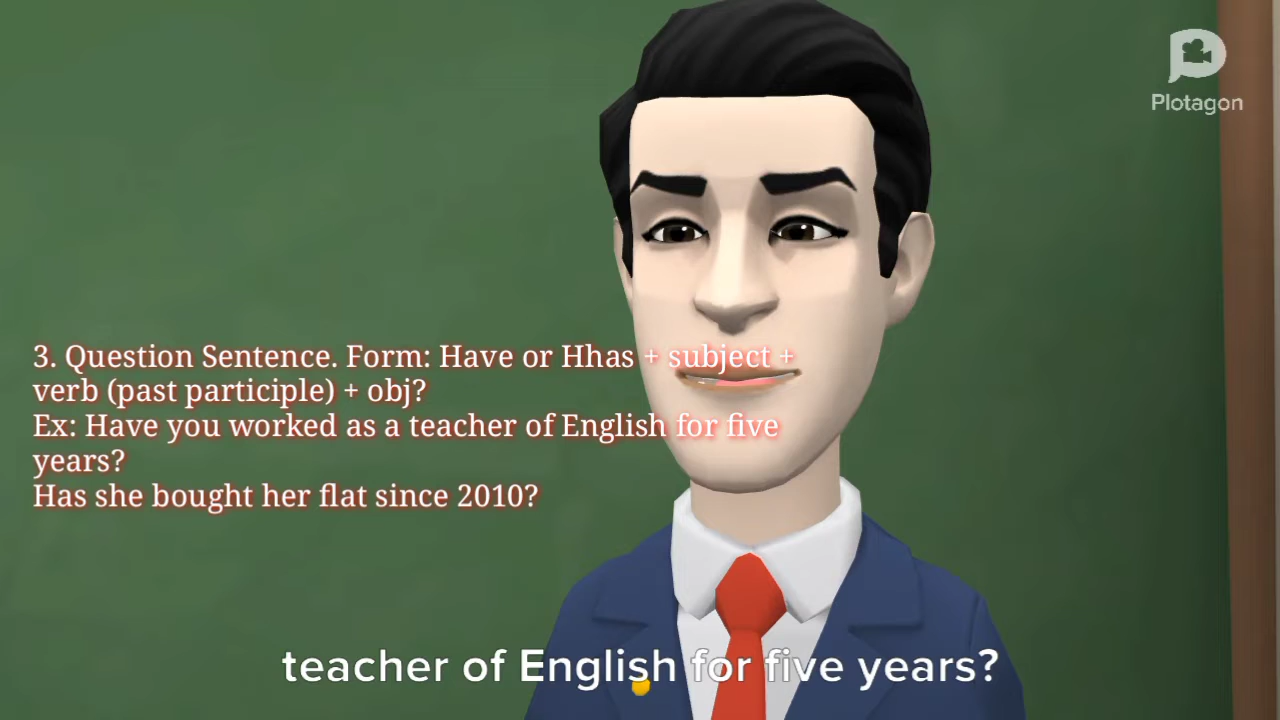 Plotagon
3. Question Sentence. Form: Have or Hhas + subject +
verb (past participle) + obj?
Ex: Have you worked as a teacher of English for five
years?
Has she bought her flat since 2010?
teacher of English for five years?